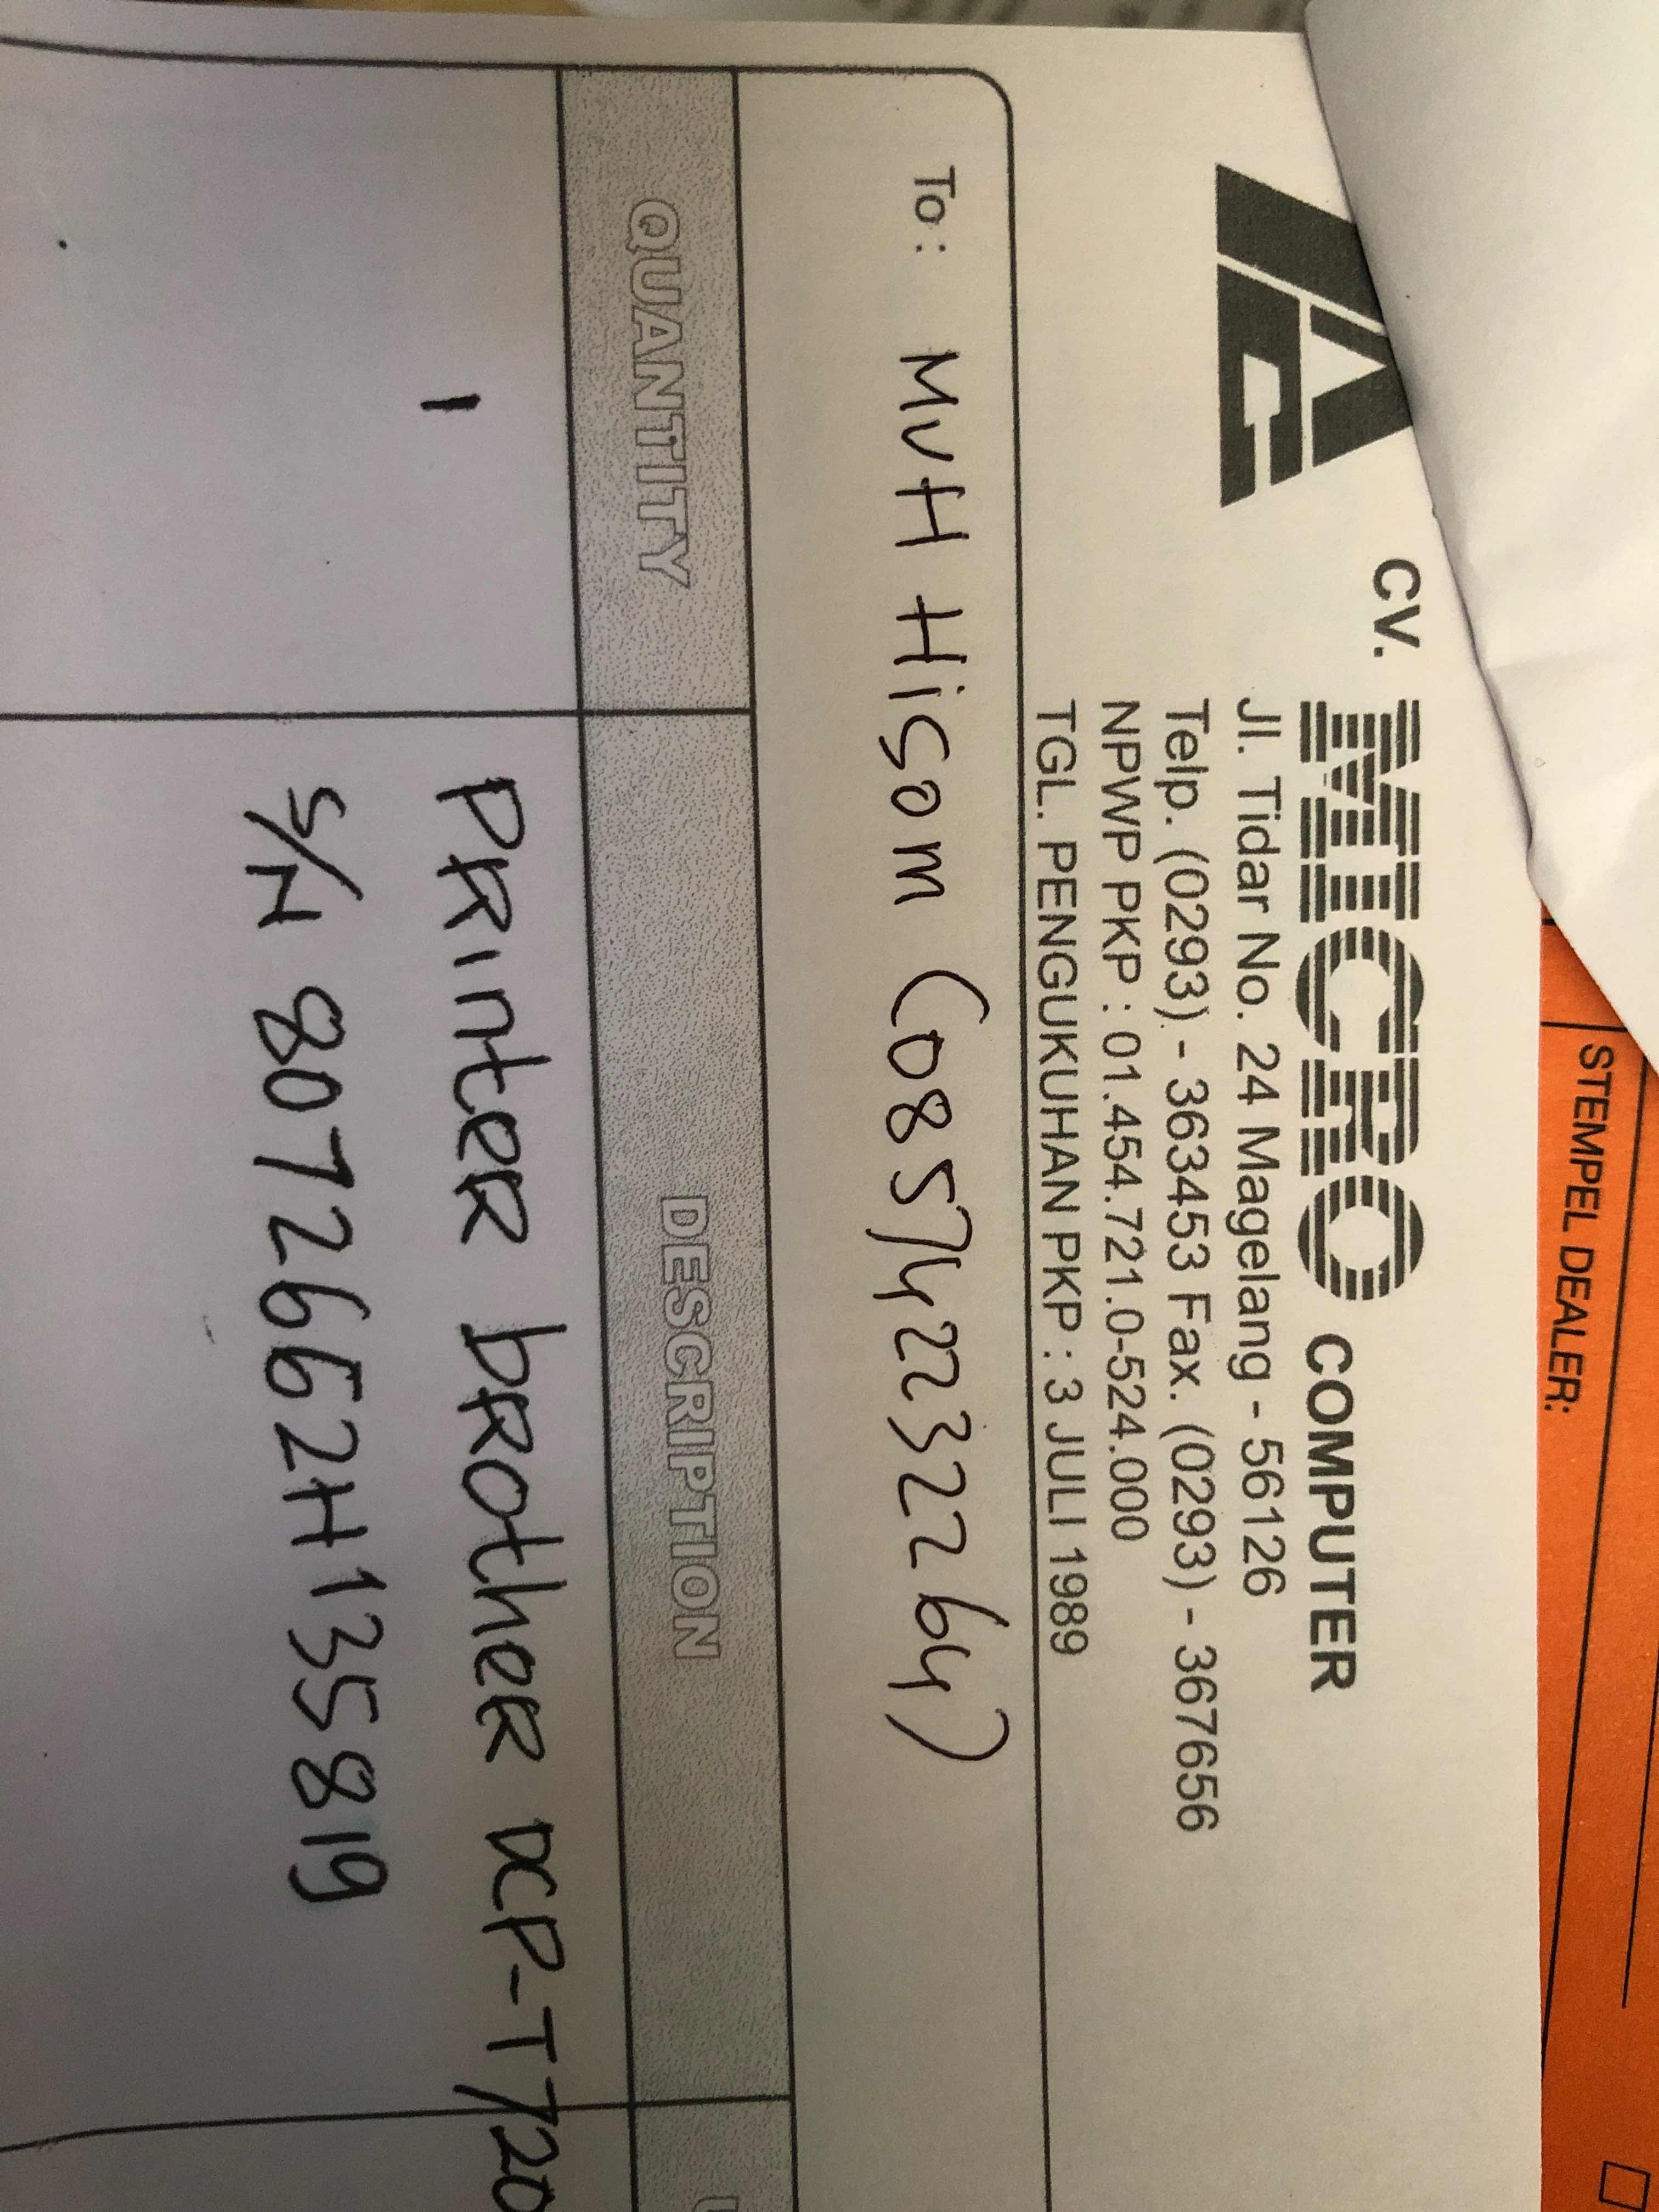 CV. MICRO COMPUTER
Jl. Tidar No. 24 Magelang - 56126
Telp. (0293) - 363453 Fax. (0293) - 367656
NPWP PKP : 01.454.721.0-524.000
TGL. PENGUKUHAN PKP : 3 JULI 1989
To : MuH Hisom (085742232264)
QUANTITY DESCRIPTION
1 Printer brother DCP-T720
S/N 8072662H135819
STEMPEL DEALER: